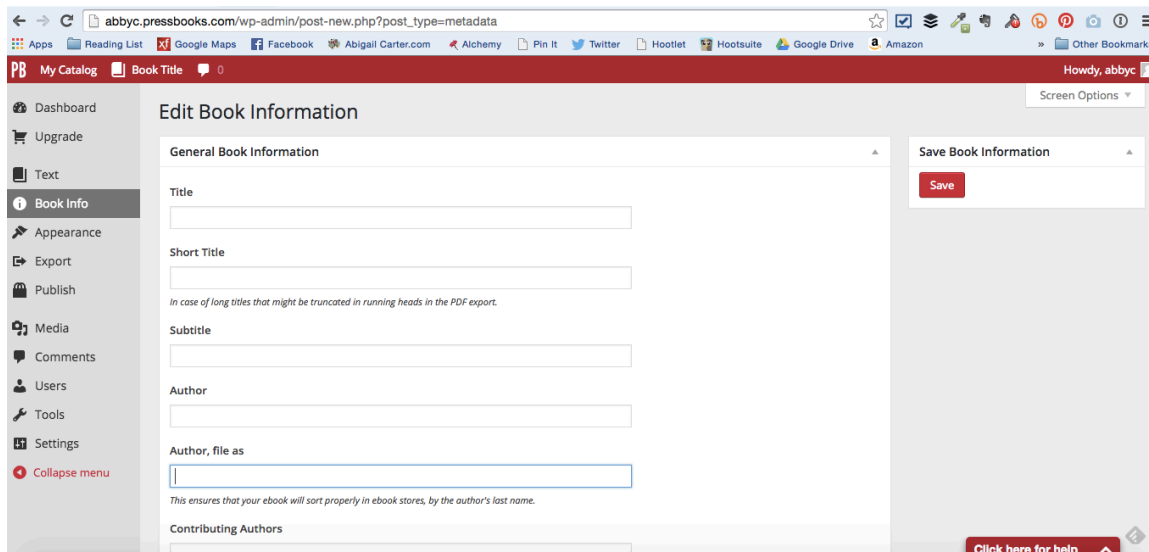 abbyc.pressbooks.com/wp-admin/post-new.php?post_type=metadata
Apps Reading List Google Maps Facebook Abigail Carter.com Alchemy Pin It Twitter Hootlet Hootsuite Google Drive Amazon » Other Bookmark
PB My Catalog Book Title 0 Howdy, abbyc
Screen Options
Dashboard
Upgrade
Text
Book Info
Appearance
Export
Publish
Media
Comments
Users
Tools
Settings
Collapse menu
Edit Book Information
General Book Information
Title
Short Title
In case of long titles that might be truncated in running heads in the PDF export.
Subtitle
Author
Author, file as
This ensures that your ebook will sort properly in ebook stores, by the author's last name.
Contributing Authors
Save Book Information
Save
Click here for help